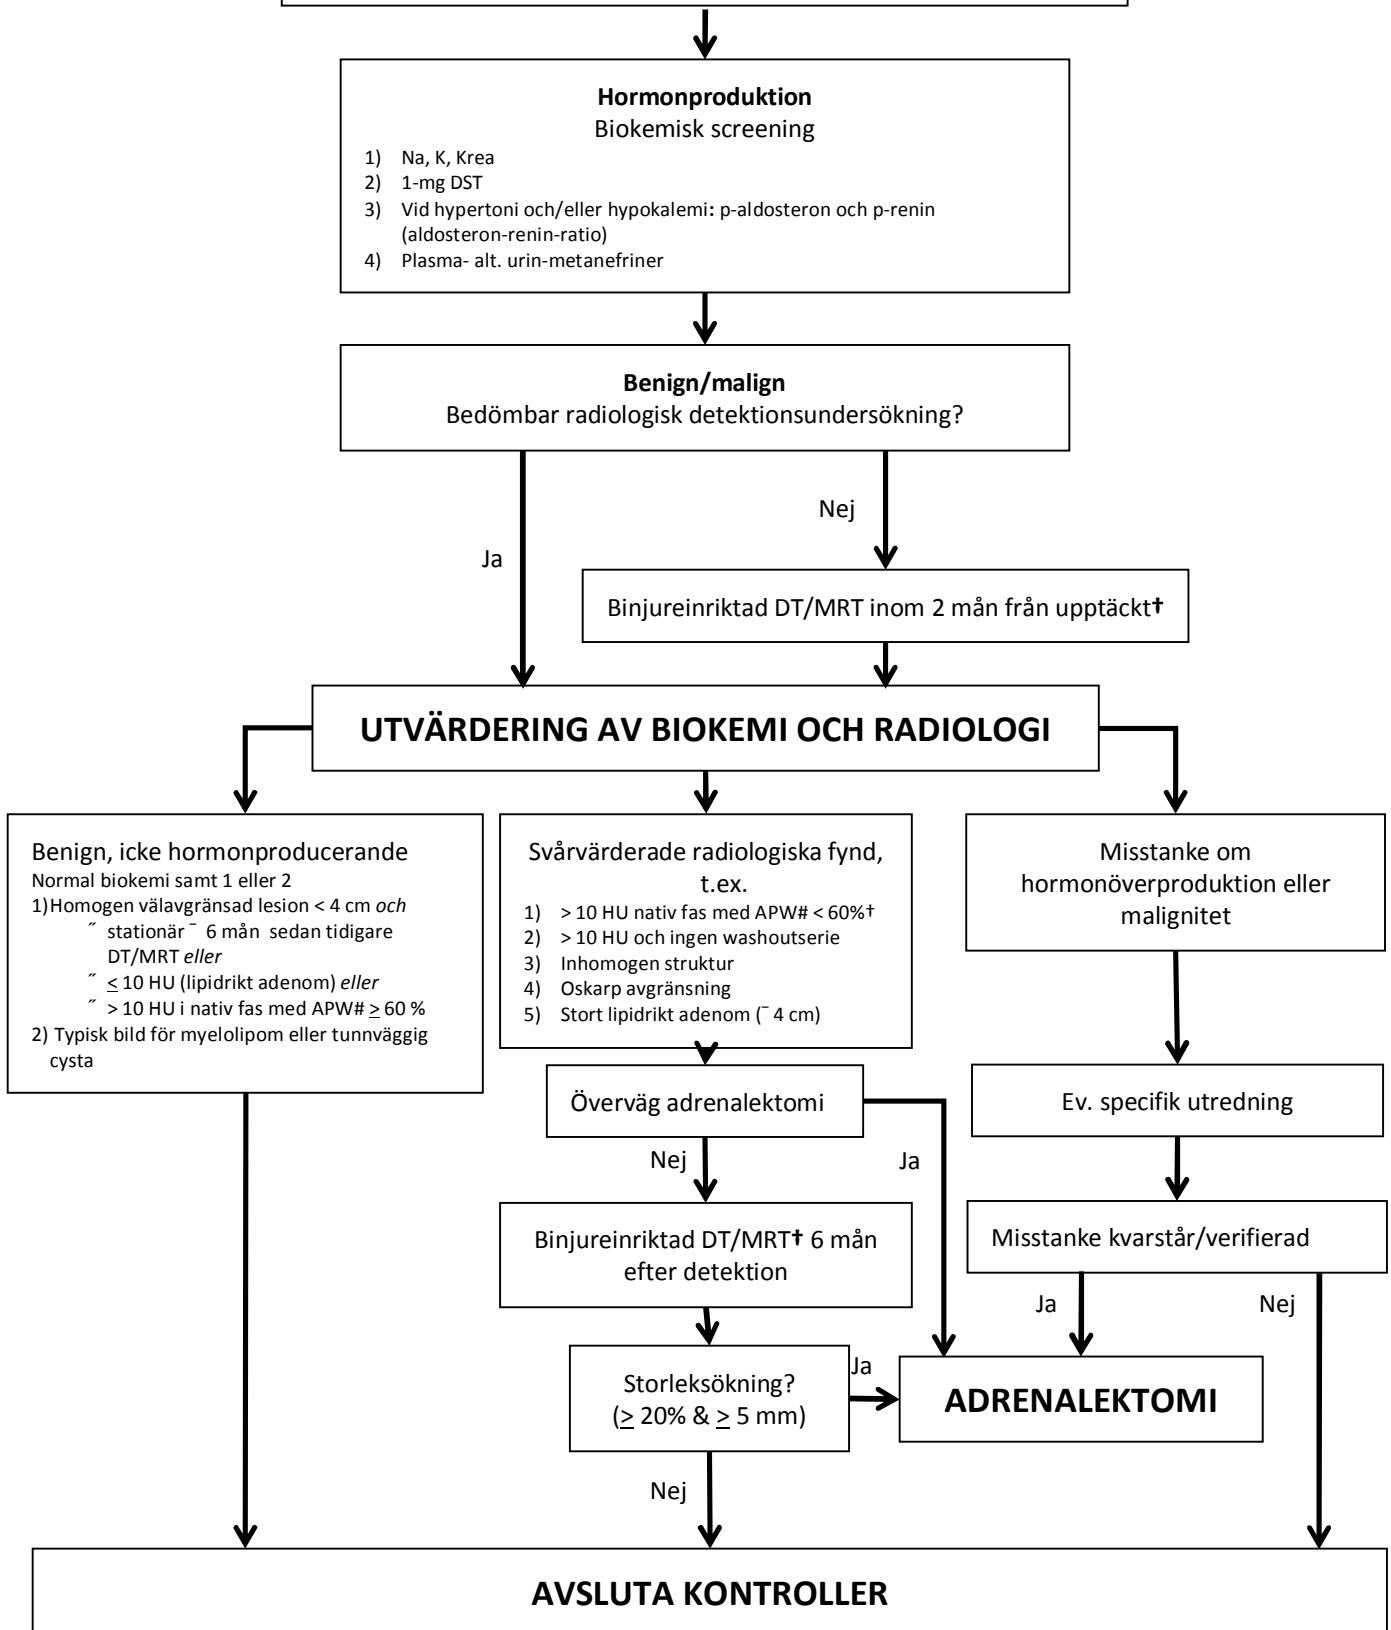 Hormonproduktion
Biokemisk screening
1) Na, K, Krea
2) 1-mg DST
3) Vid hypertoni och/eller hypokalemi: p-aldosteron och p-renin
(aldosteron-renin-ratio)
4) Plasma- alt. urin-metanefriner
Benign/malign
Bedömbar radiologisk detektionsundersökning?
Nej
Ja
Binjureinriktad DT/MRT inom 2 mån från upptäckt†
UTVÄRDERING AV BIOKEMI OCH RADIOLOGI
Benign, icke hormonproducerande
Normal biokemi samt 1 eller 2
1)Homogen välavgränsad lesion < 4 cm och
˝ stationär ¯ 6 mån sedan tidigare
DT/MRT eller
˝ ≤ 10 HU (lipidrikt adenom) eller
˝ > 10 HU i nativ fas med APW# ≥ 60 %
2) Typisk bild för myelolipom eller tunnväggig
cysta
Svårvärderade radiologiska fynd,
t.ex.
1) > 10 HU nativ fas med APW# < 60%†
2) > 10 HU och ingen washoutserie
3) Inhomogen struktur
4) Oskarp avgränsning
5) Stort lipidrikt adenom (¯ 4 cm)
Misstanke om
hormonöverproduktion eller
malignitet
Överväg adrenalektomi
Ev. specifik utredning
Nej
Ja
Binjureinriktad DT/MRT† 6 mån
efter detektion
Misstanke kvarstår/verifierad
Ja
Nej
Storleksökning?
(≥ 20% & ≥ 5 mm)
Ja
ADRENALEKTOMI
Nej
AVSLUTA KONTROLLER